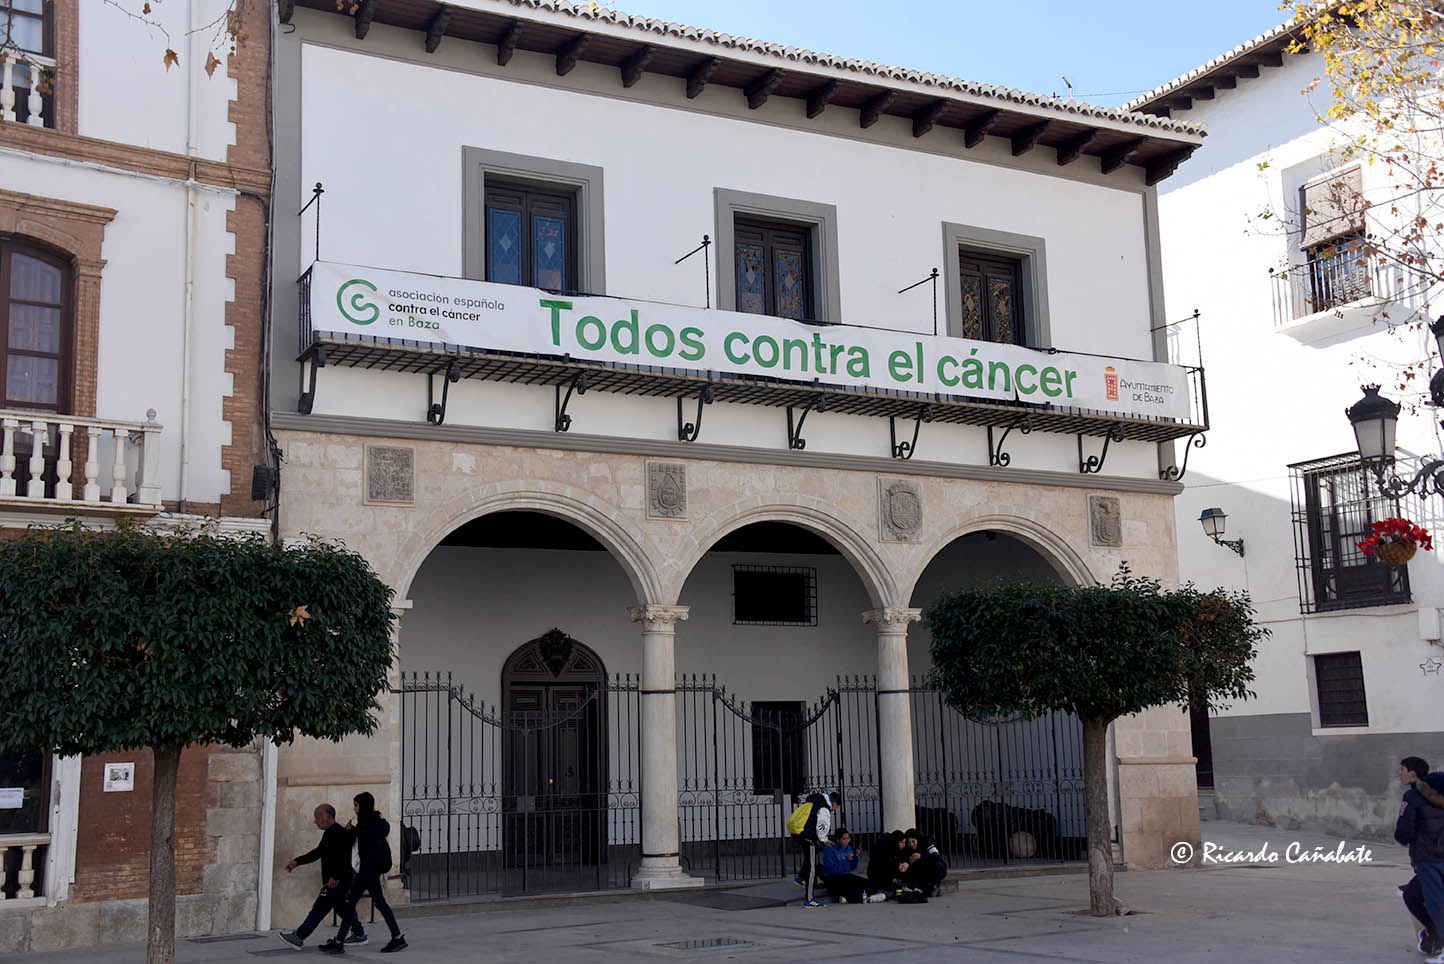 asociación española
contra el cáncer
en Baza
Todos contra el cáncer
AYUNTAMIENTO
DE BAZA
© Ricardo Cañabate